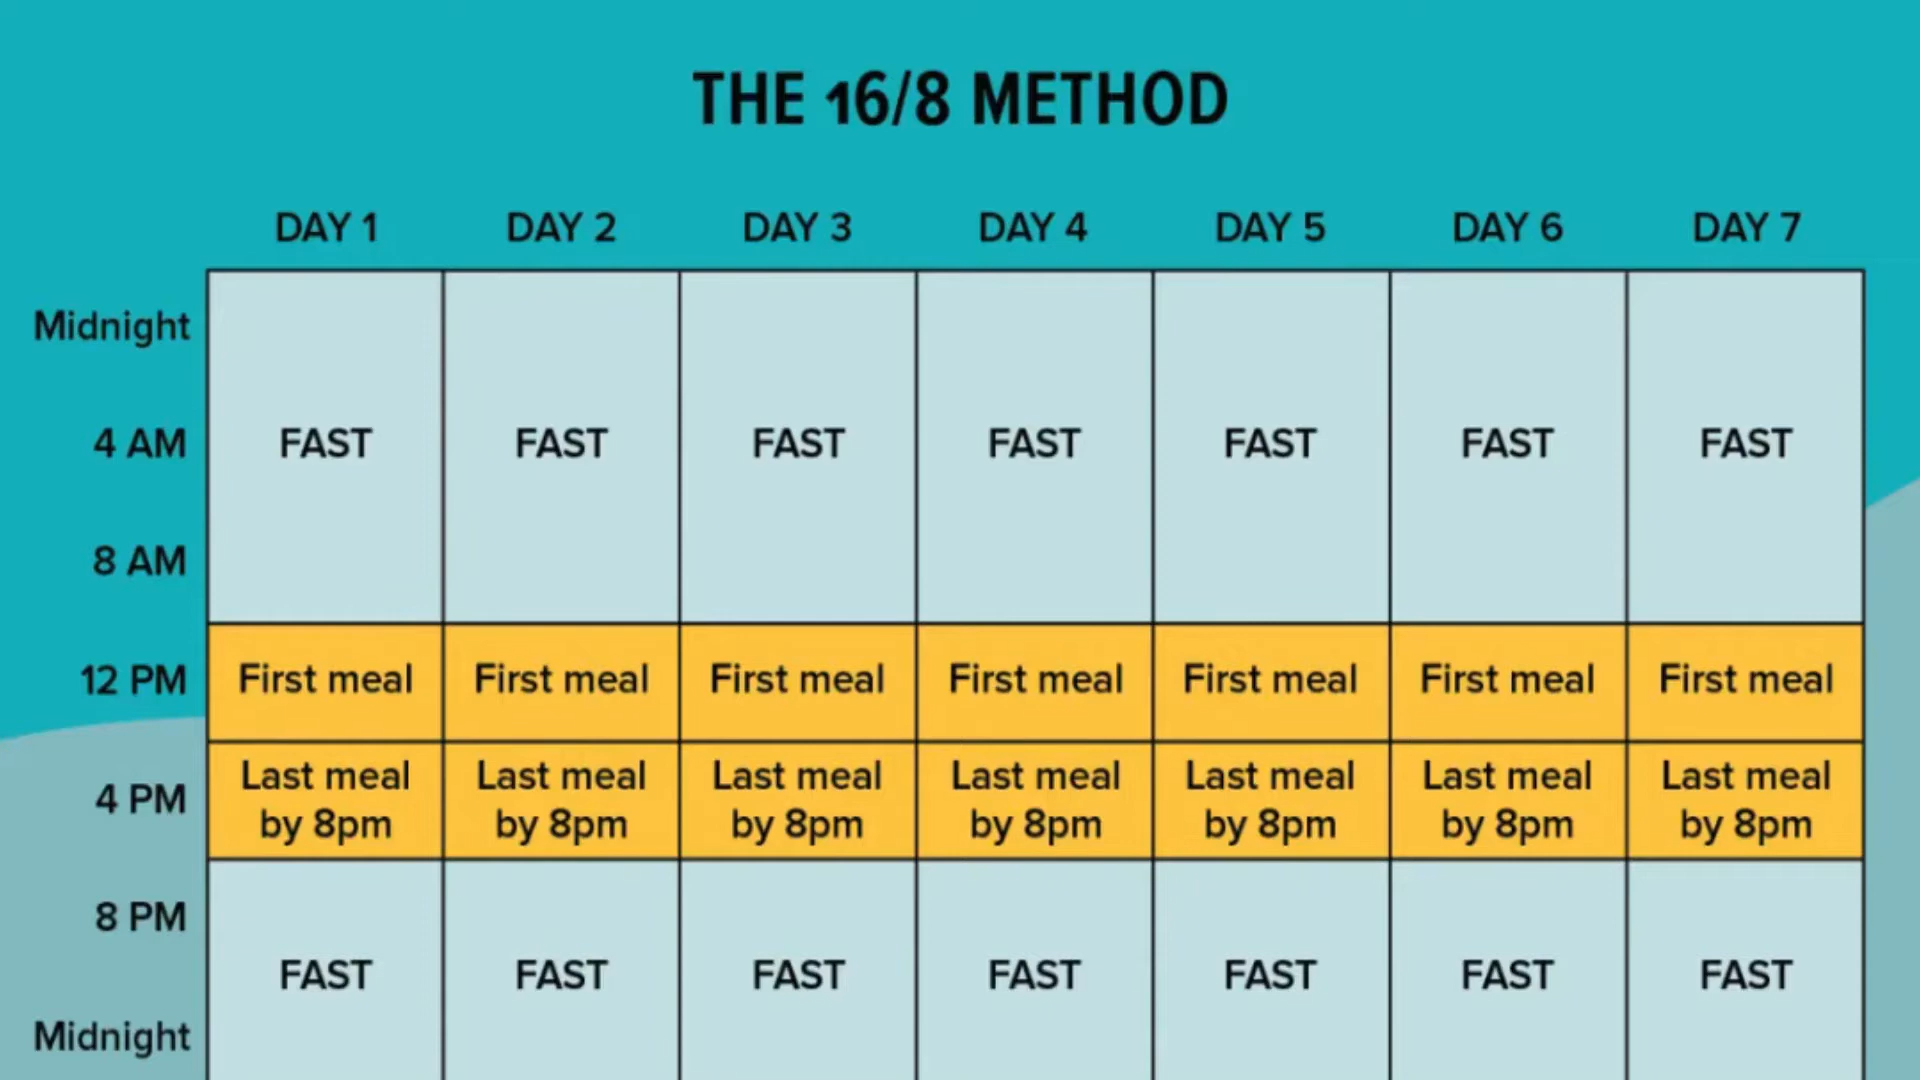 THE 16/8 METHOD
DAY 1 DAY 2 DAY 3 DAY 4 DAY 5 DAY 6 DAY 7
Midnight
4 AM FAST FAST FAST FAST FAST FAST FAST
8 AM
12 PM First meal First meal First meal First meal First meal First meal First meal
Last meal Last meal Last meal Last meal Last meal Last meal Last meal
4 PM
by 8pm by 8pm by 8pm by 8pm by 8pm by 8pm by 8pm
8 PM
FAST FAST FAST FAST FAST FAST FAST
Midnight